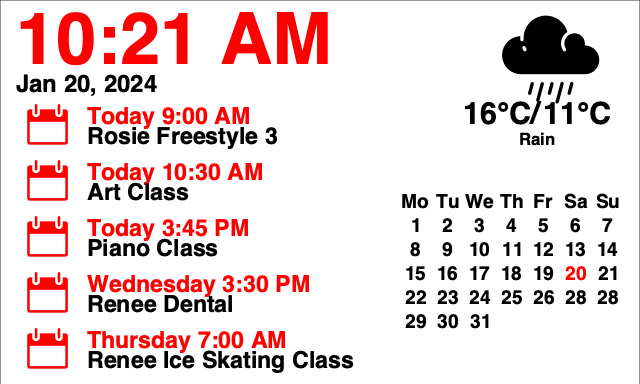 10:21 AM
Jan 20, 2024
Today 9:00 AM
Rosie Freestyle 3
Today 10:30 AM
Art Class
Today 3:45 PM
Piano Class
Wednesday 3:30 PM
Renee Dental
Thursday 7:00 AM
Renee Ice Skating Class
16°C/11°C
Rain
Mo Tu We Th Fr Sa Su
1 2 3 4 5 6 7
8 9 10 11 12 13 14
15 16 17 18 19 20 21
22 23 24 25 26 28 28
29 30 31